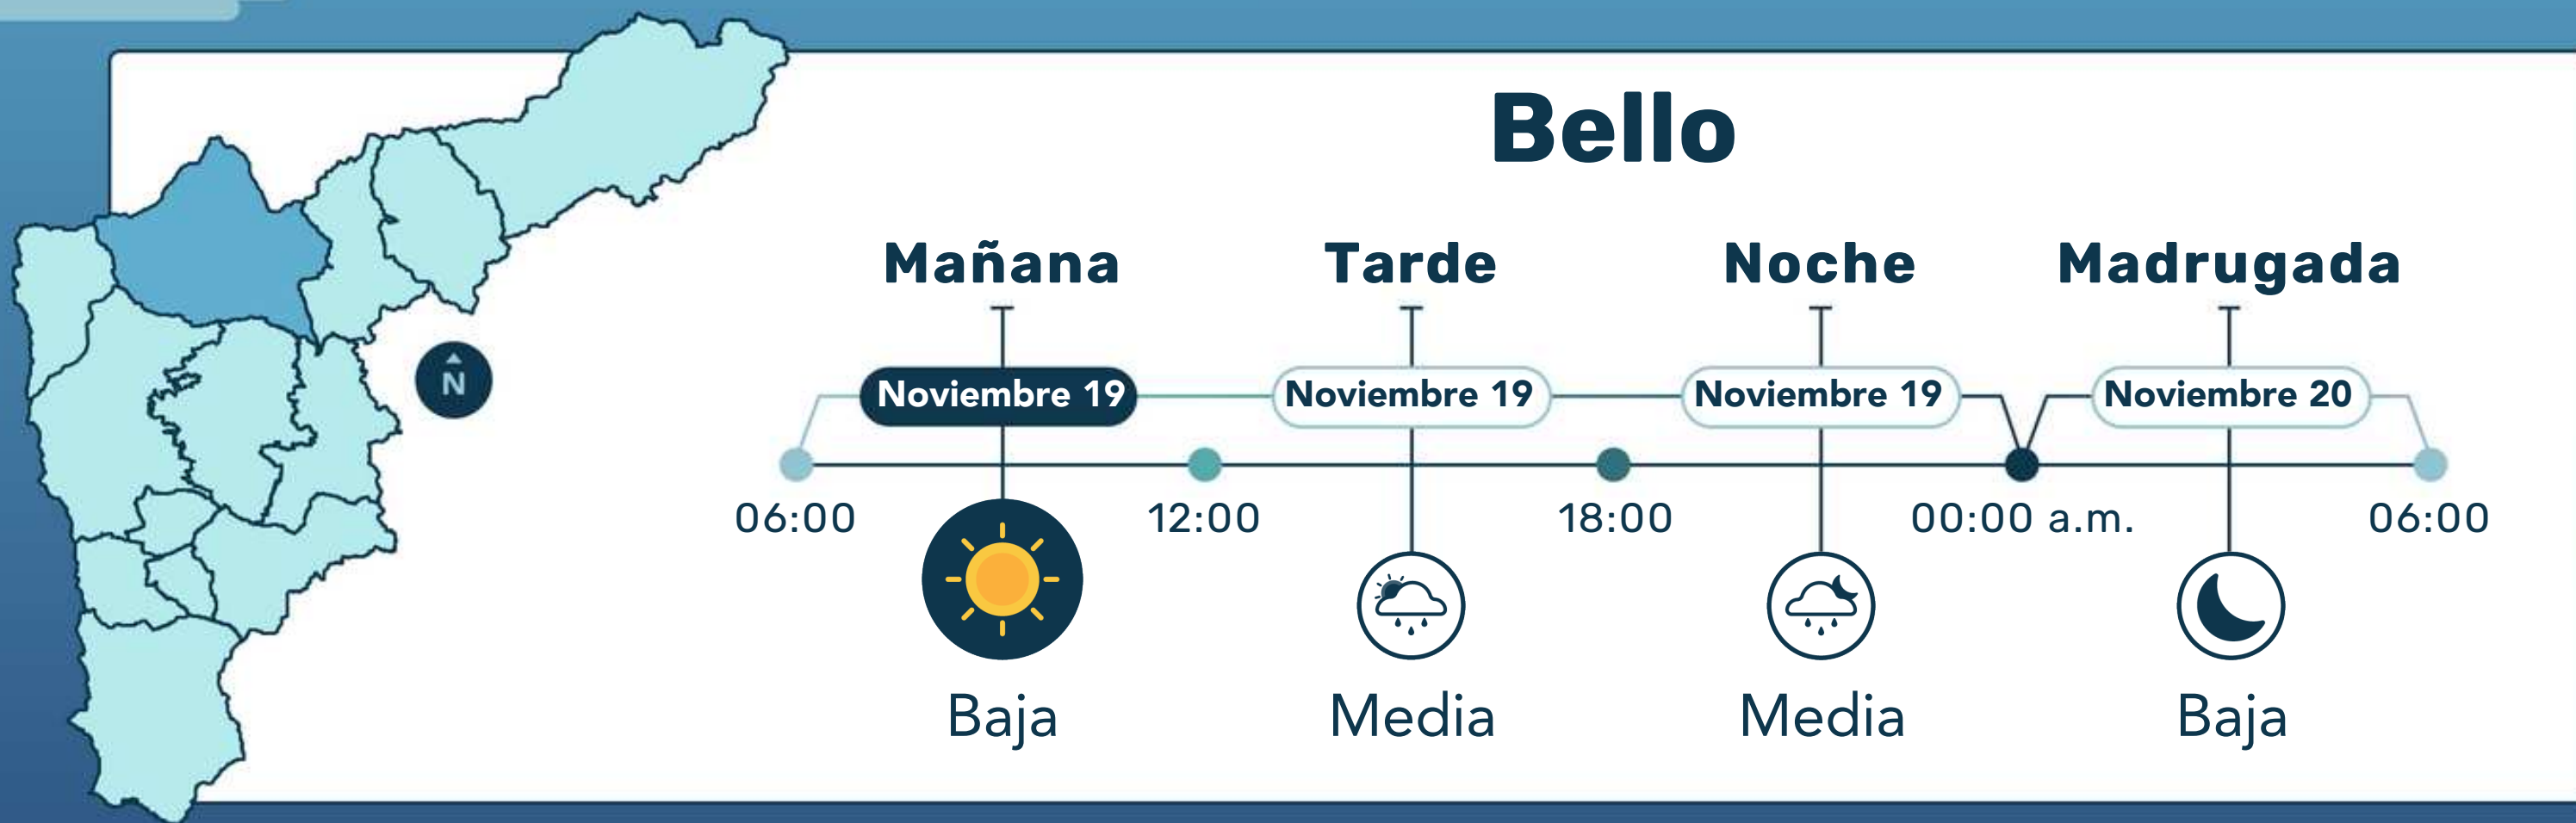 Bello
Mañana Tarde Noche Madrugada
Noviembre 19 Noviembre 19 Noviembre 19 Noviembre 20
N
06:00 12:00 18:00 00:00 a.m. 06:00
Baja Media Media Baja